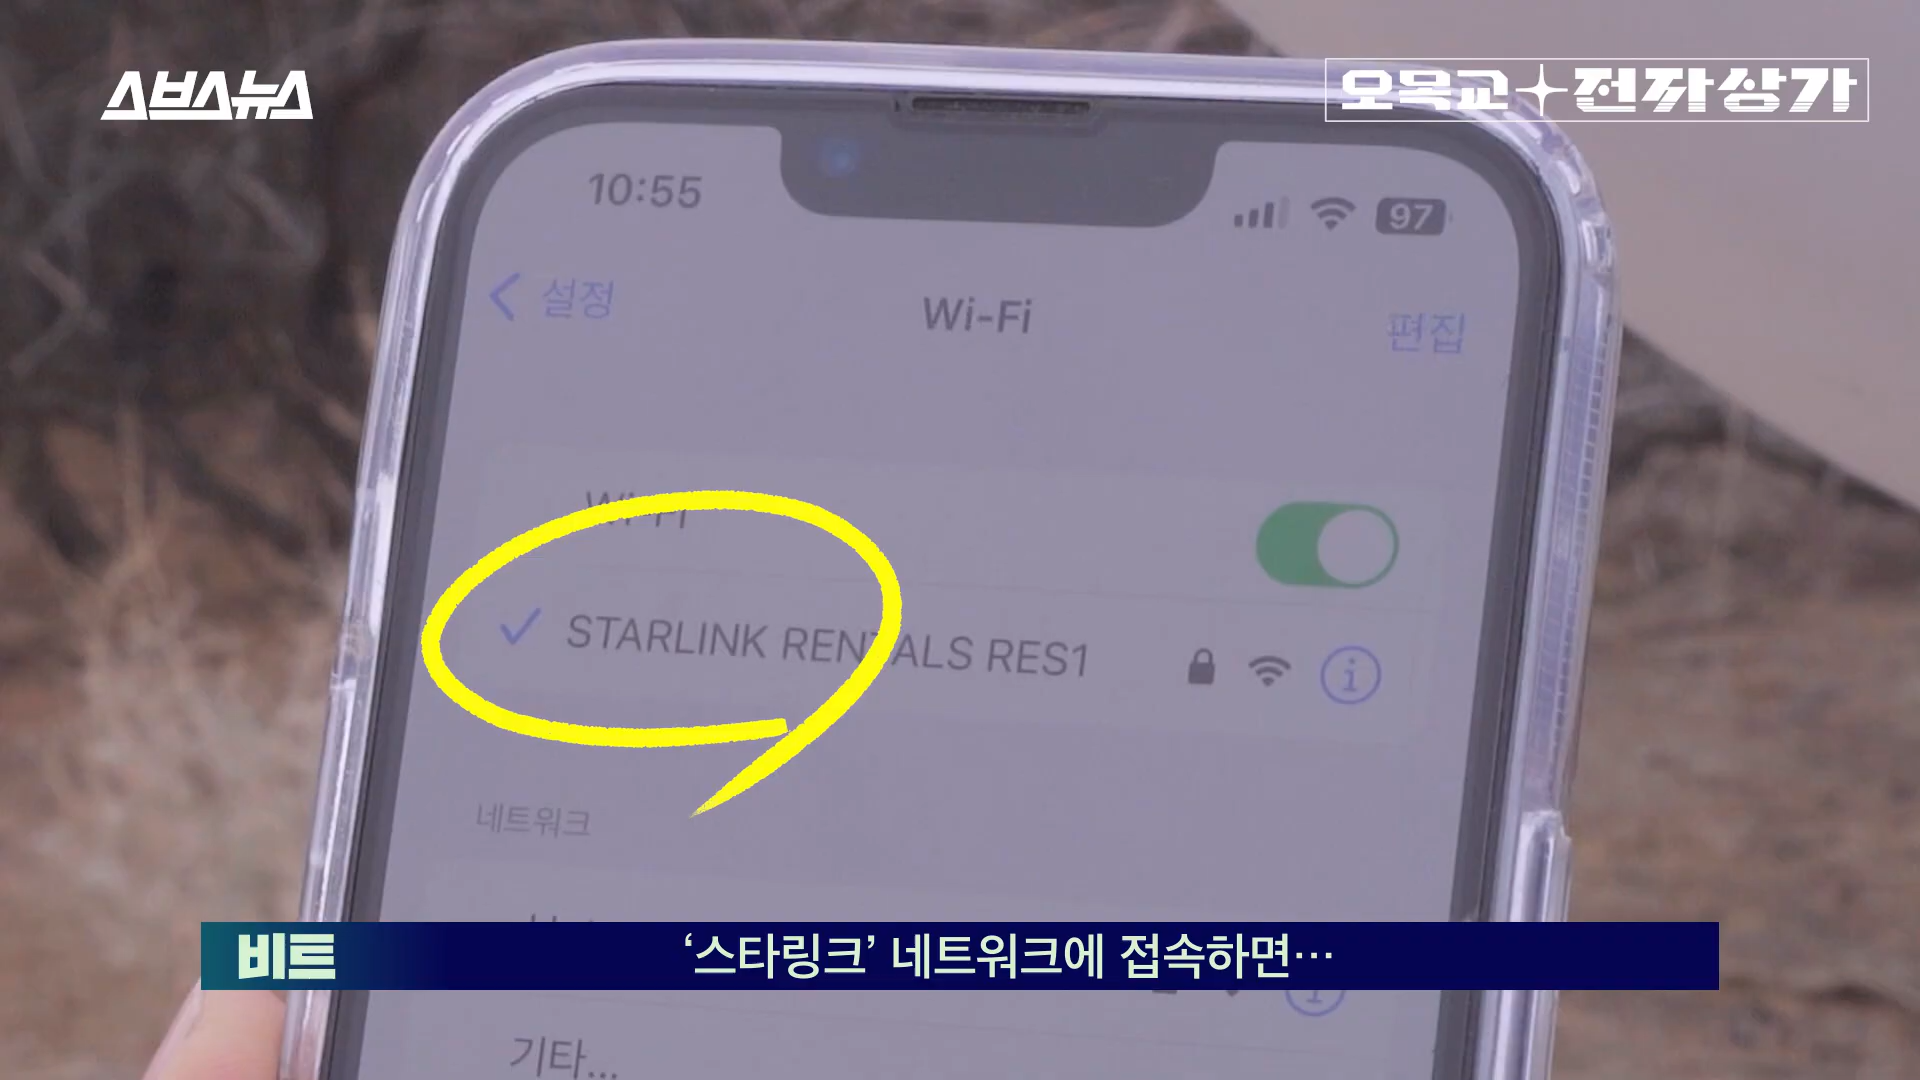 스브스뉴스
오목교 전자상가
10:55
97
설정
Wi-Fi
편집
Wi-Fi
STARLINK RENTALS RES1
네트워크
비트 ‘스타링크’ 네트워크에 접속하면…
기타...